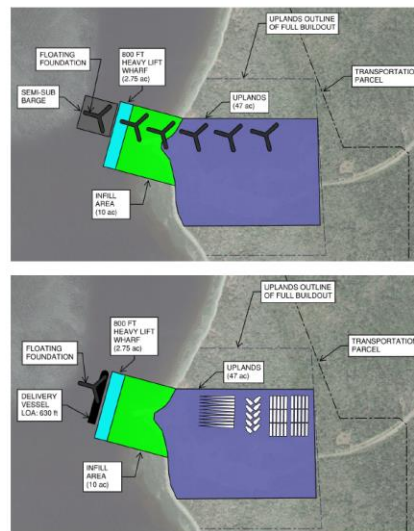 UPLANDS OUTLINE
OF FULL BUILDOUT
FLOATING
FOUNDATION
800 FT
HEAVY LIFT
WHARF
(2.75 ac)
TRANSPORTATION
PARCEL
SEMI-SUB
BARGE
UPLANDS
(47 ac)
INFILL
AREA
(10 ac)
UPLANDS OUTLINE
OF FULL BUILDOUT
800 FT
HEAVY LIFT
WHARF
(2.75 ac)
TRANSPORTATION
PARCEL
FLOATING
FOUNDATION
UPLANDS
(47 ac)
DELIVERY
VESSEL
LOA: 630 ft
INFILL
AREA
(10 ac)